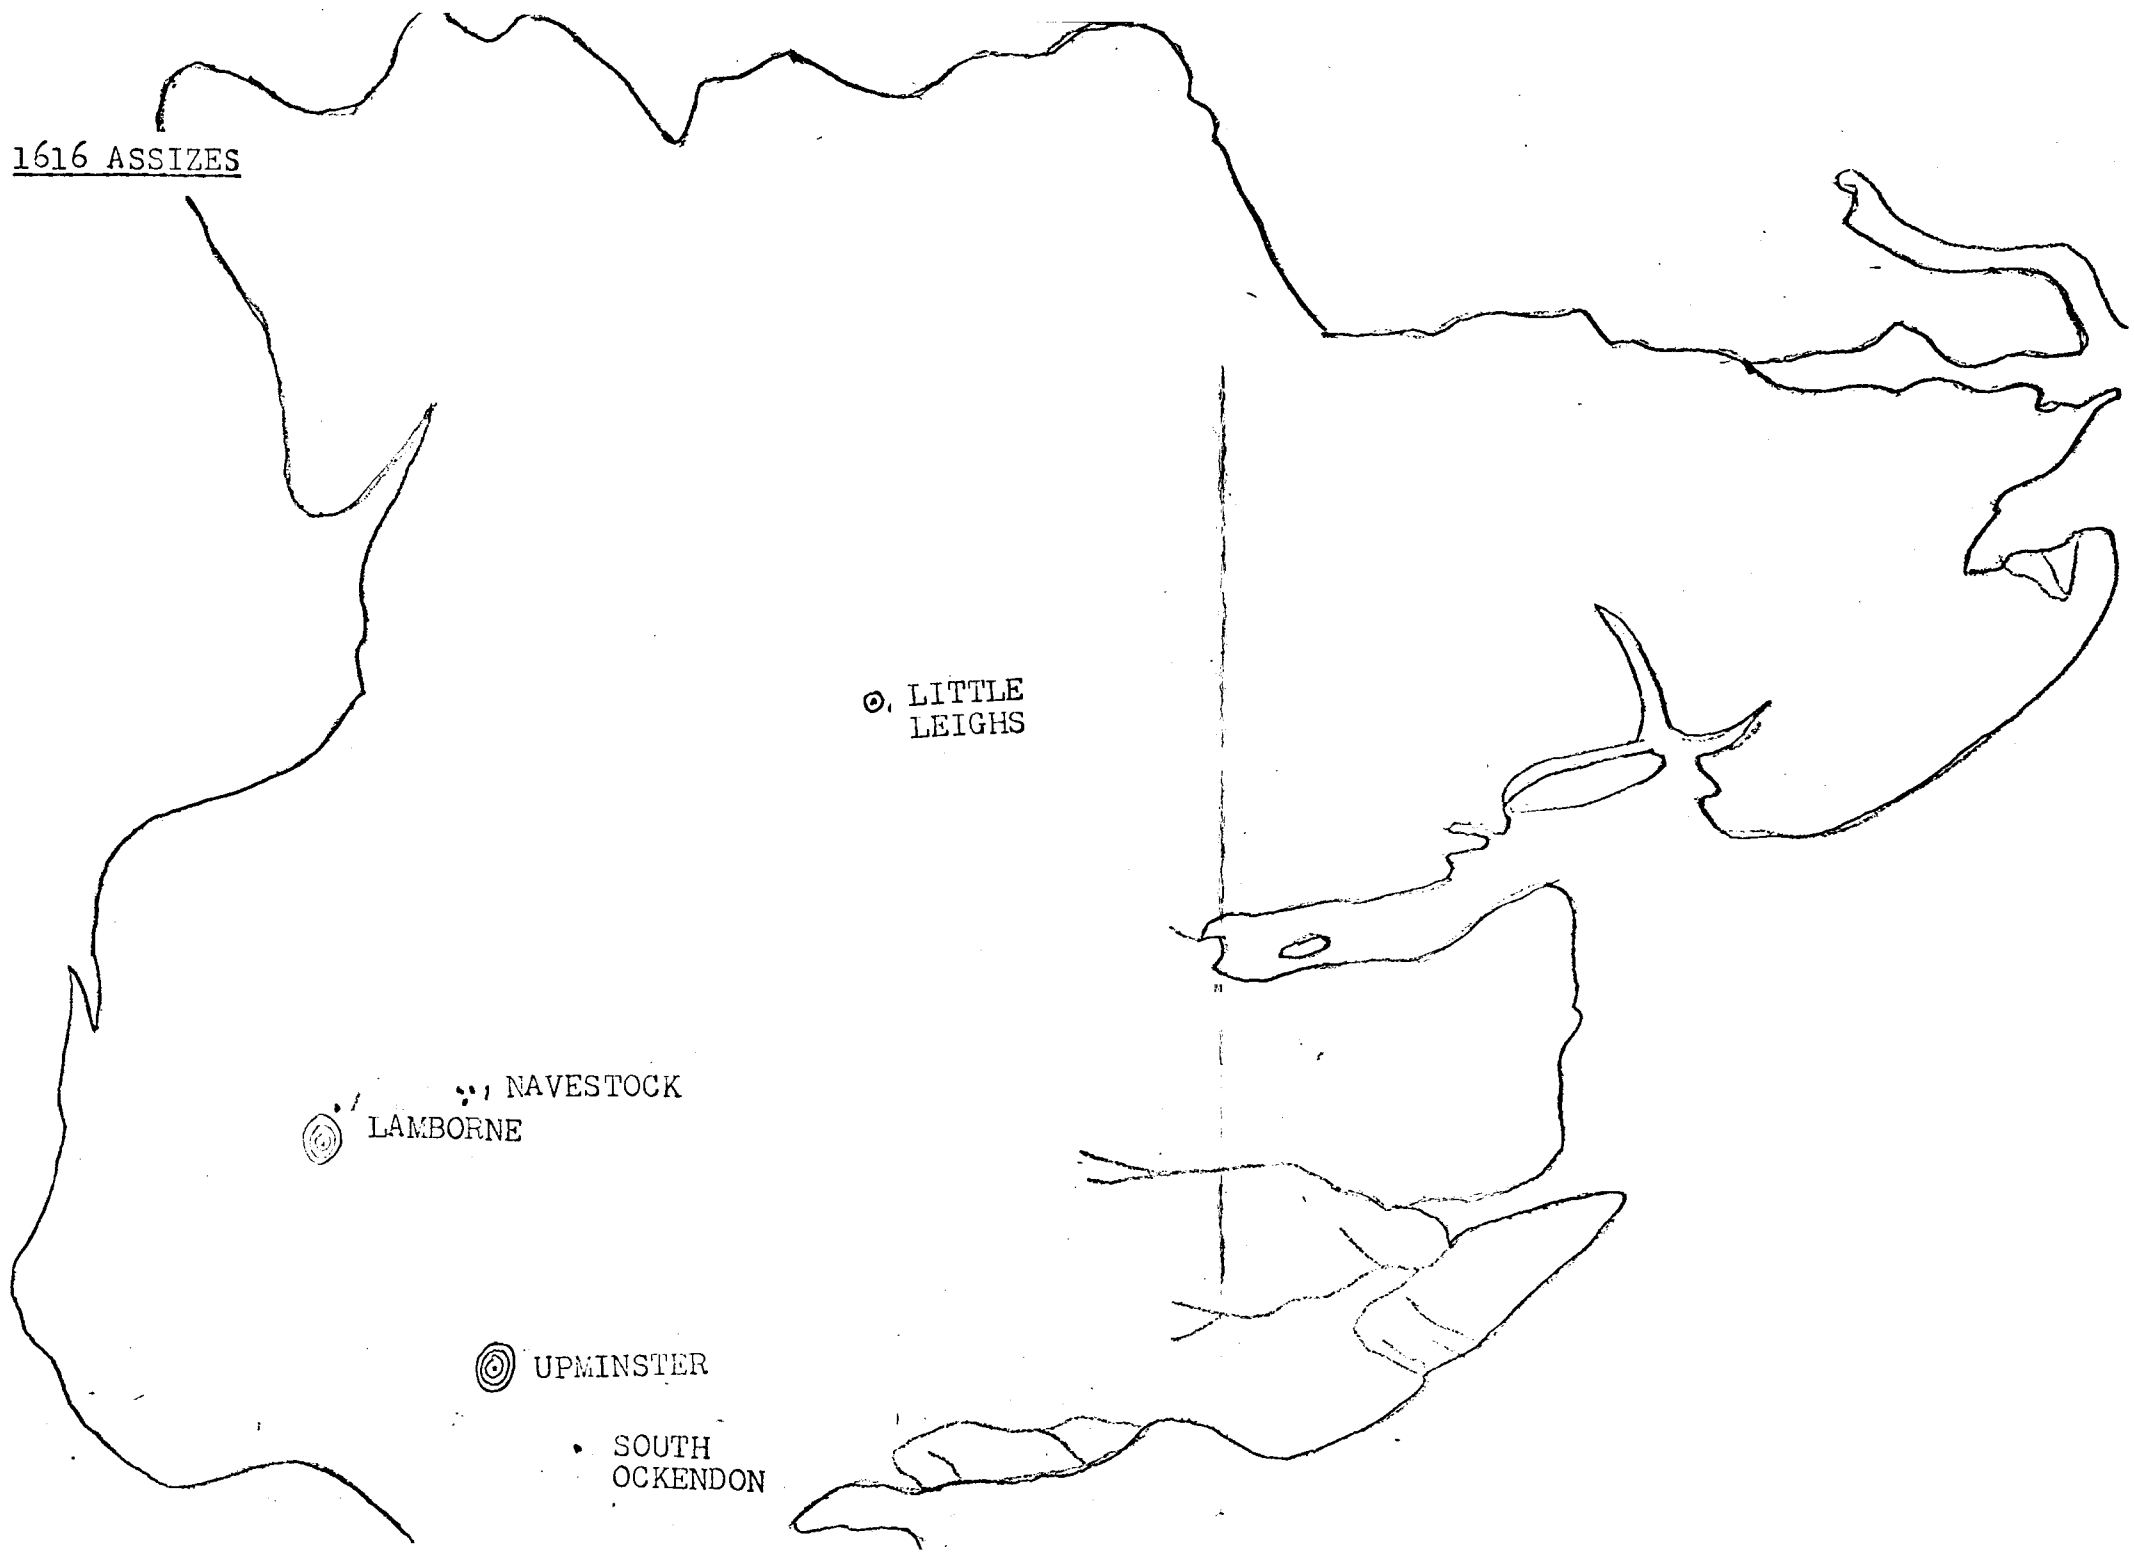 1616 ASSIZES
LITTLE
LEIGHS
NAVESTOCK
LAMBORNE
UPMINSTER
SOUTH
OCKENDON